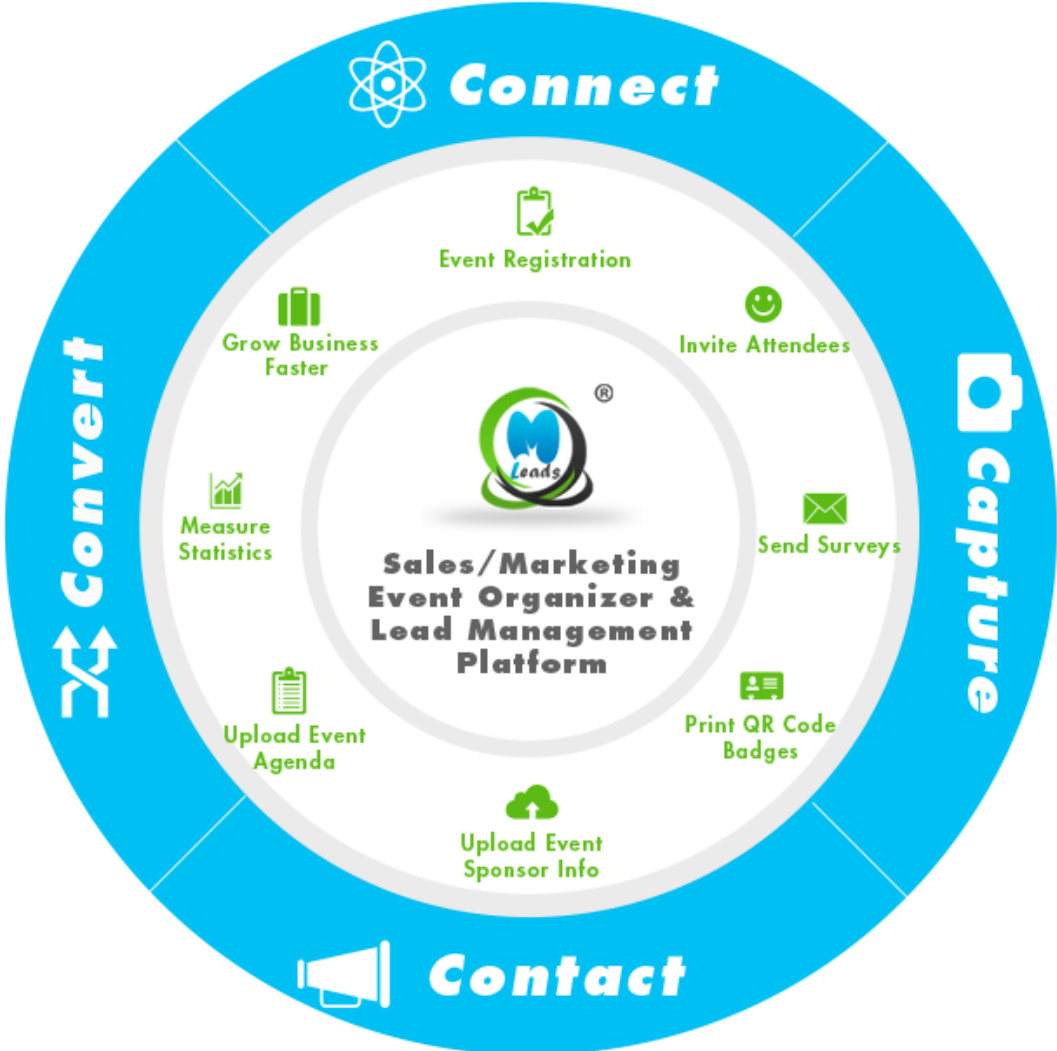 Connect
Event Registration
Grow Business
Faster
Invite Attendees
®
M
Leads
Convert
Capture
Measure
Statistics
Send Surveys
Sales/Marketing
Event Organizer &
Lead Management
Platform
Upload Event
Agenda
Print QR Code
Badges
Upload Event
Sponsor Info
Contact